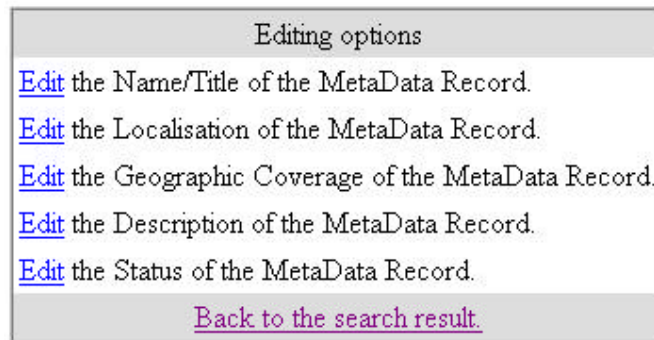 Editing options
Edit the Name/Title of the MetaData Record.
Edit the Localisation of the MetaData Record.
Edit the Geographic Coverage of the MetaData Record.
Edit the Description of the MetaData Record.
Edit the Status of the MetaData Record.
Back to the search result.